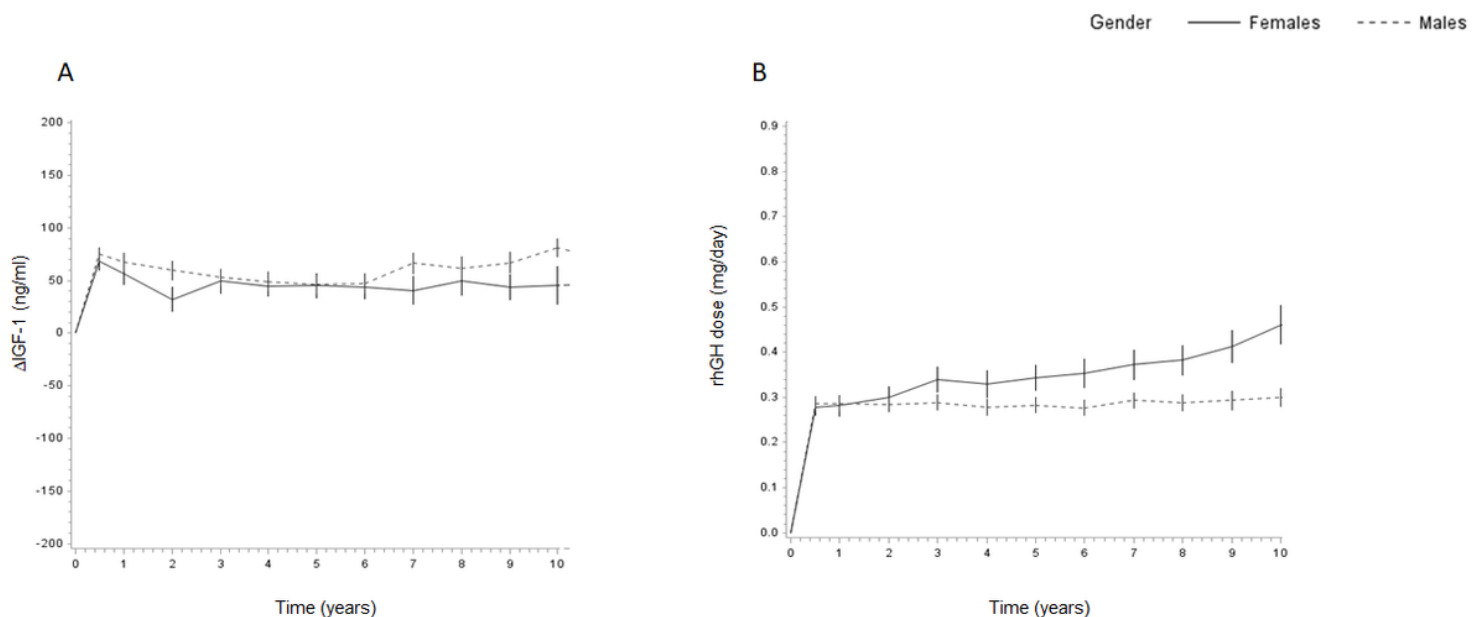 Gender Females Males
A
200
150
100
50
0
-50
-100
-150
-200
ΔIGF-1 (ng/ml)
0 1 2 3 4 5 6 7 8 9 10
Time (years)
B
0.9
0.8
0.7
0.6
0.5
0.4
0.3
0.2
0.1
0.0
rhGH dose (mg/day)
0 1 2 3 4 5 6 7 8 9 10
Time (years)